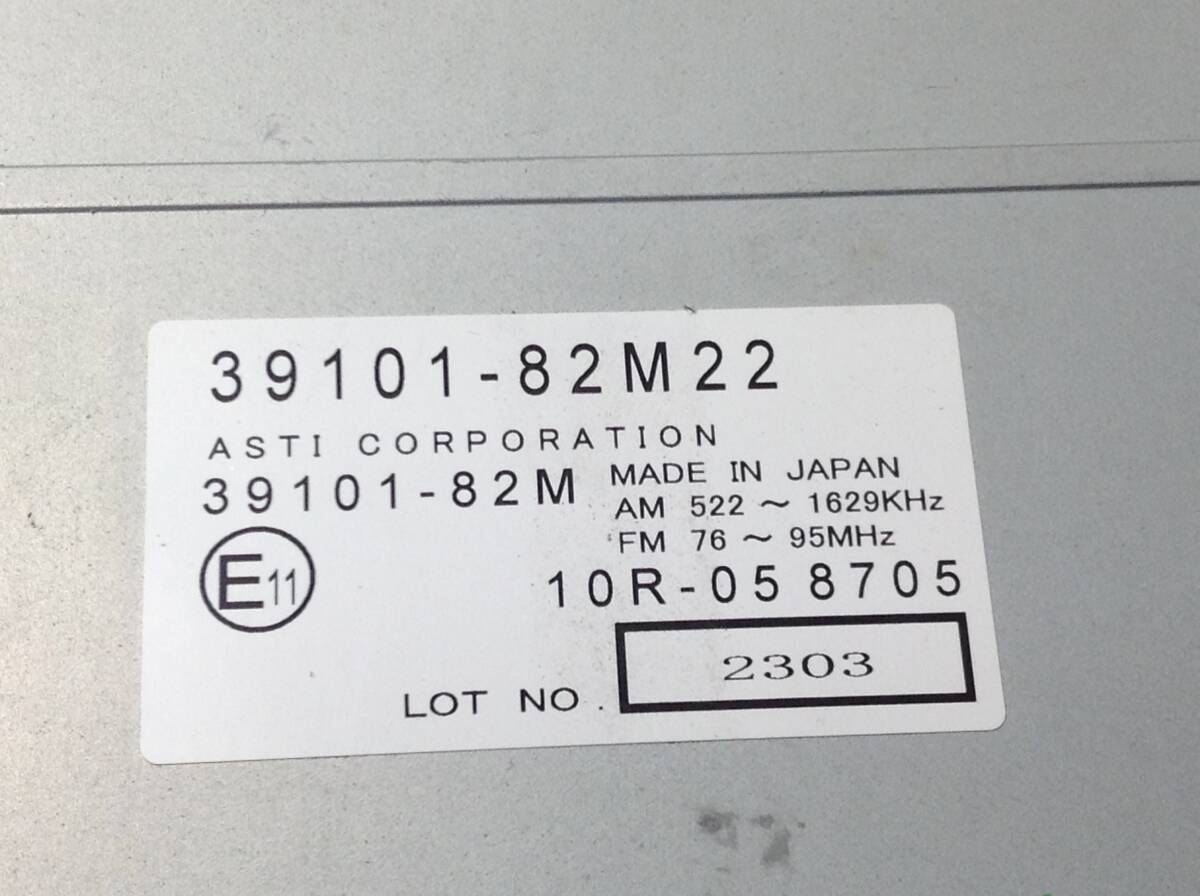 39101-82M22
ASTI CORPORATION
39101-82M
MADE IN JAPAN
AM 522 ～ 1629KHz
FM 76 ～ 95MHz
E11
10R-05 8705
LOT NO. 2303